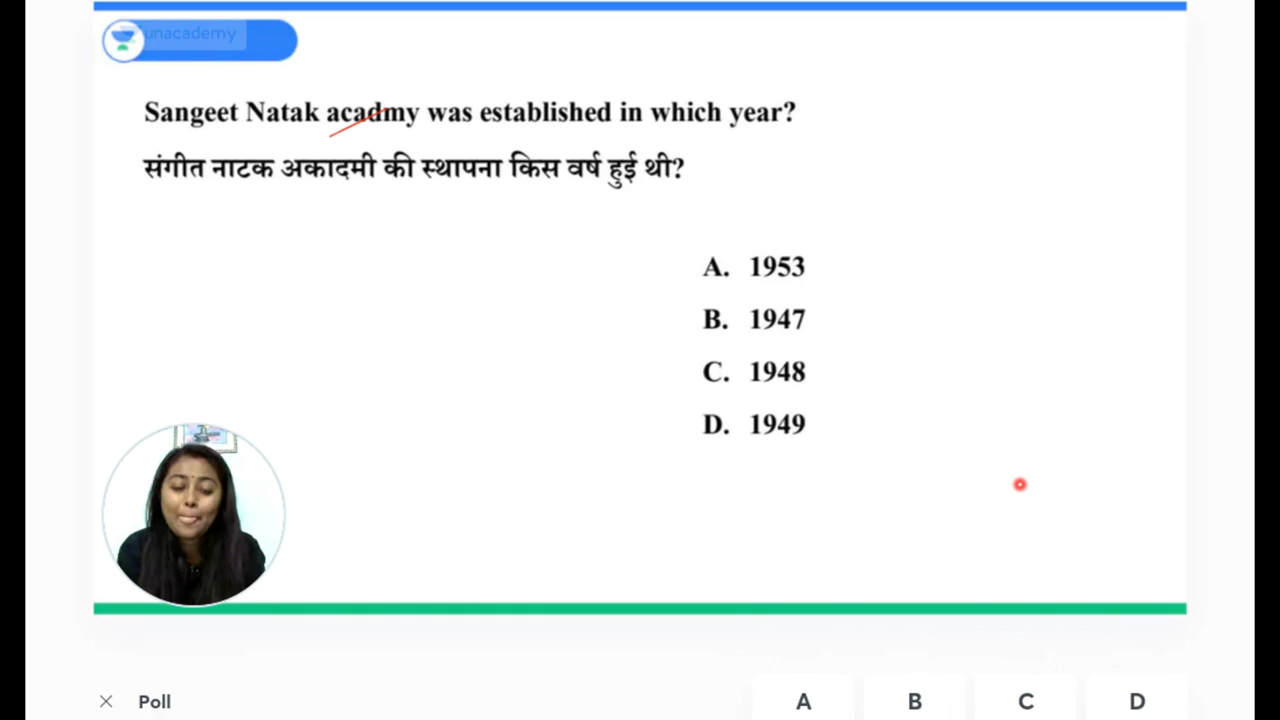 unacademy
Sangeet Natak acadmy was established in which year?
संगीत नाटक अकादमी की स्थापना किस वर्ष हुई थी?
A. 1953
B. 1947
C. 1948
D. 1949
× Poll A B C D